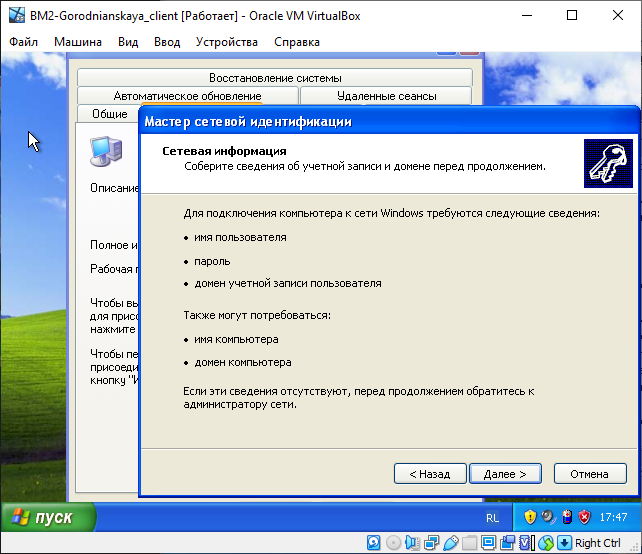 BM2-Gorodnianskaya_client [Работает] - Oracle VM VirtualBox
Файл Машина Вид Ввод Устройства Справка
Восстановление системы
Автоматическое обновление Удаленные сеансы
Общие
Мастер сетевой идентификации
Сетевая информация
Соберите сведения об учетной записи и домене перед продолжением.
Для подключения компьютера к сети Windows требуются следующие сведения:
Описание
• имя пользователя
Полное и
• пароль
Рабочая г
• домен учетной записи пользователя
Чтобы вы
для присо
нажмите
Также могут потребоваться:
• имя компьютера
Чтобы пе
присоеди
кнопку "И
• домен компьютера
Если эти сведения отсутствуют, перед продолжением обратитесь к
администратору сети.
< Назад Далее > Отмена
пуск RL 17:47
Right Ctrl